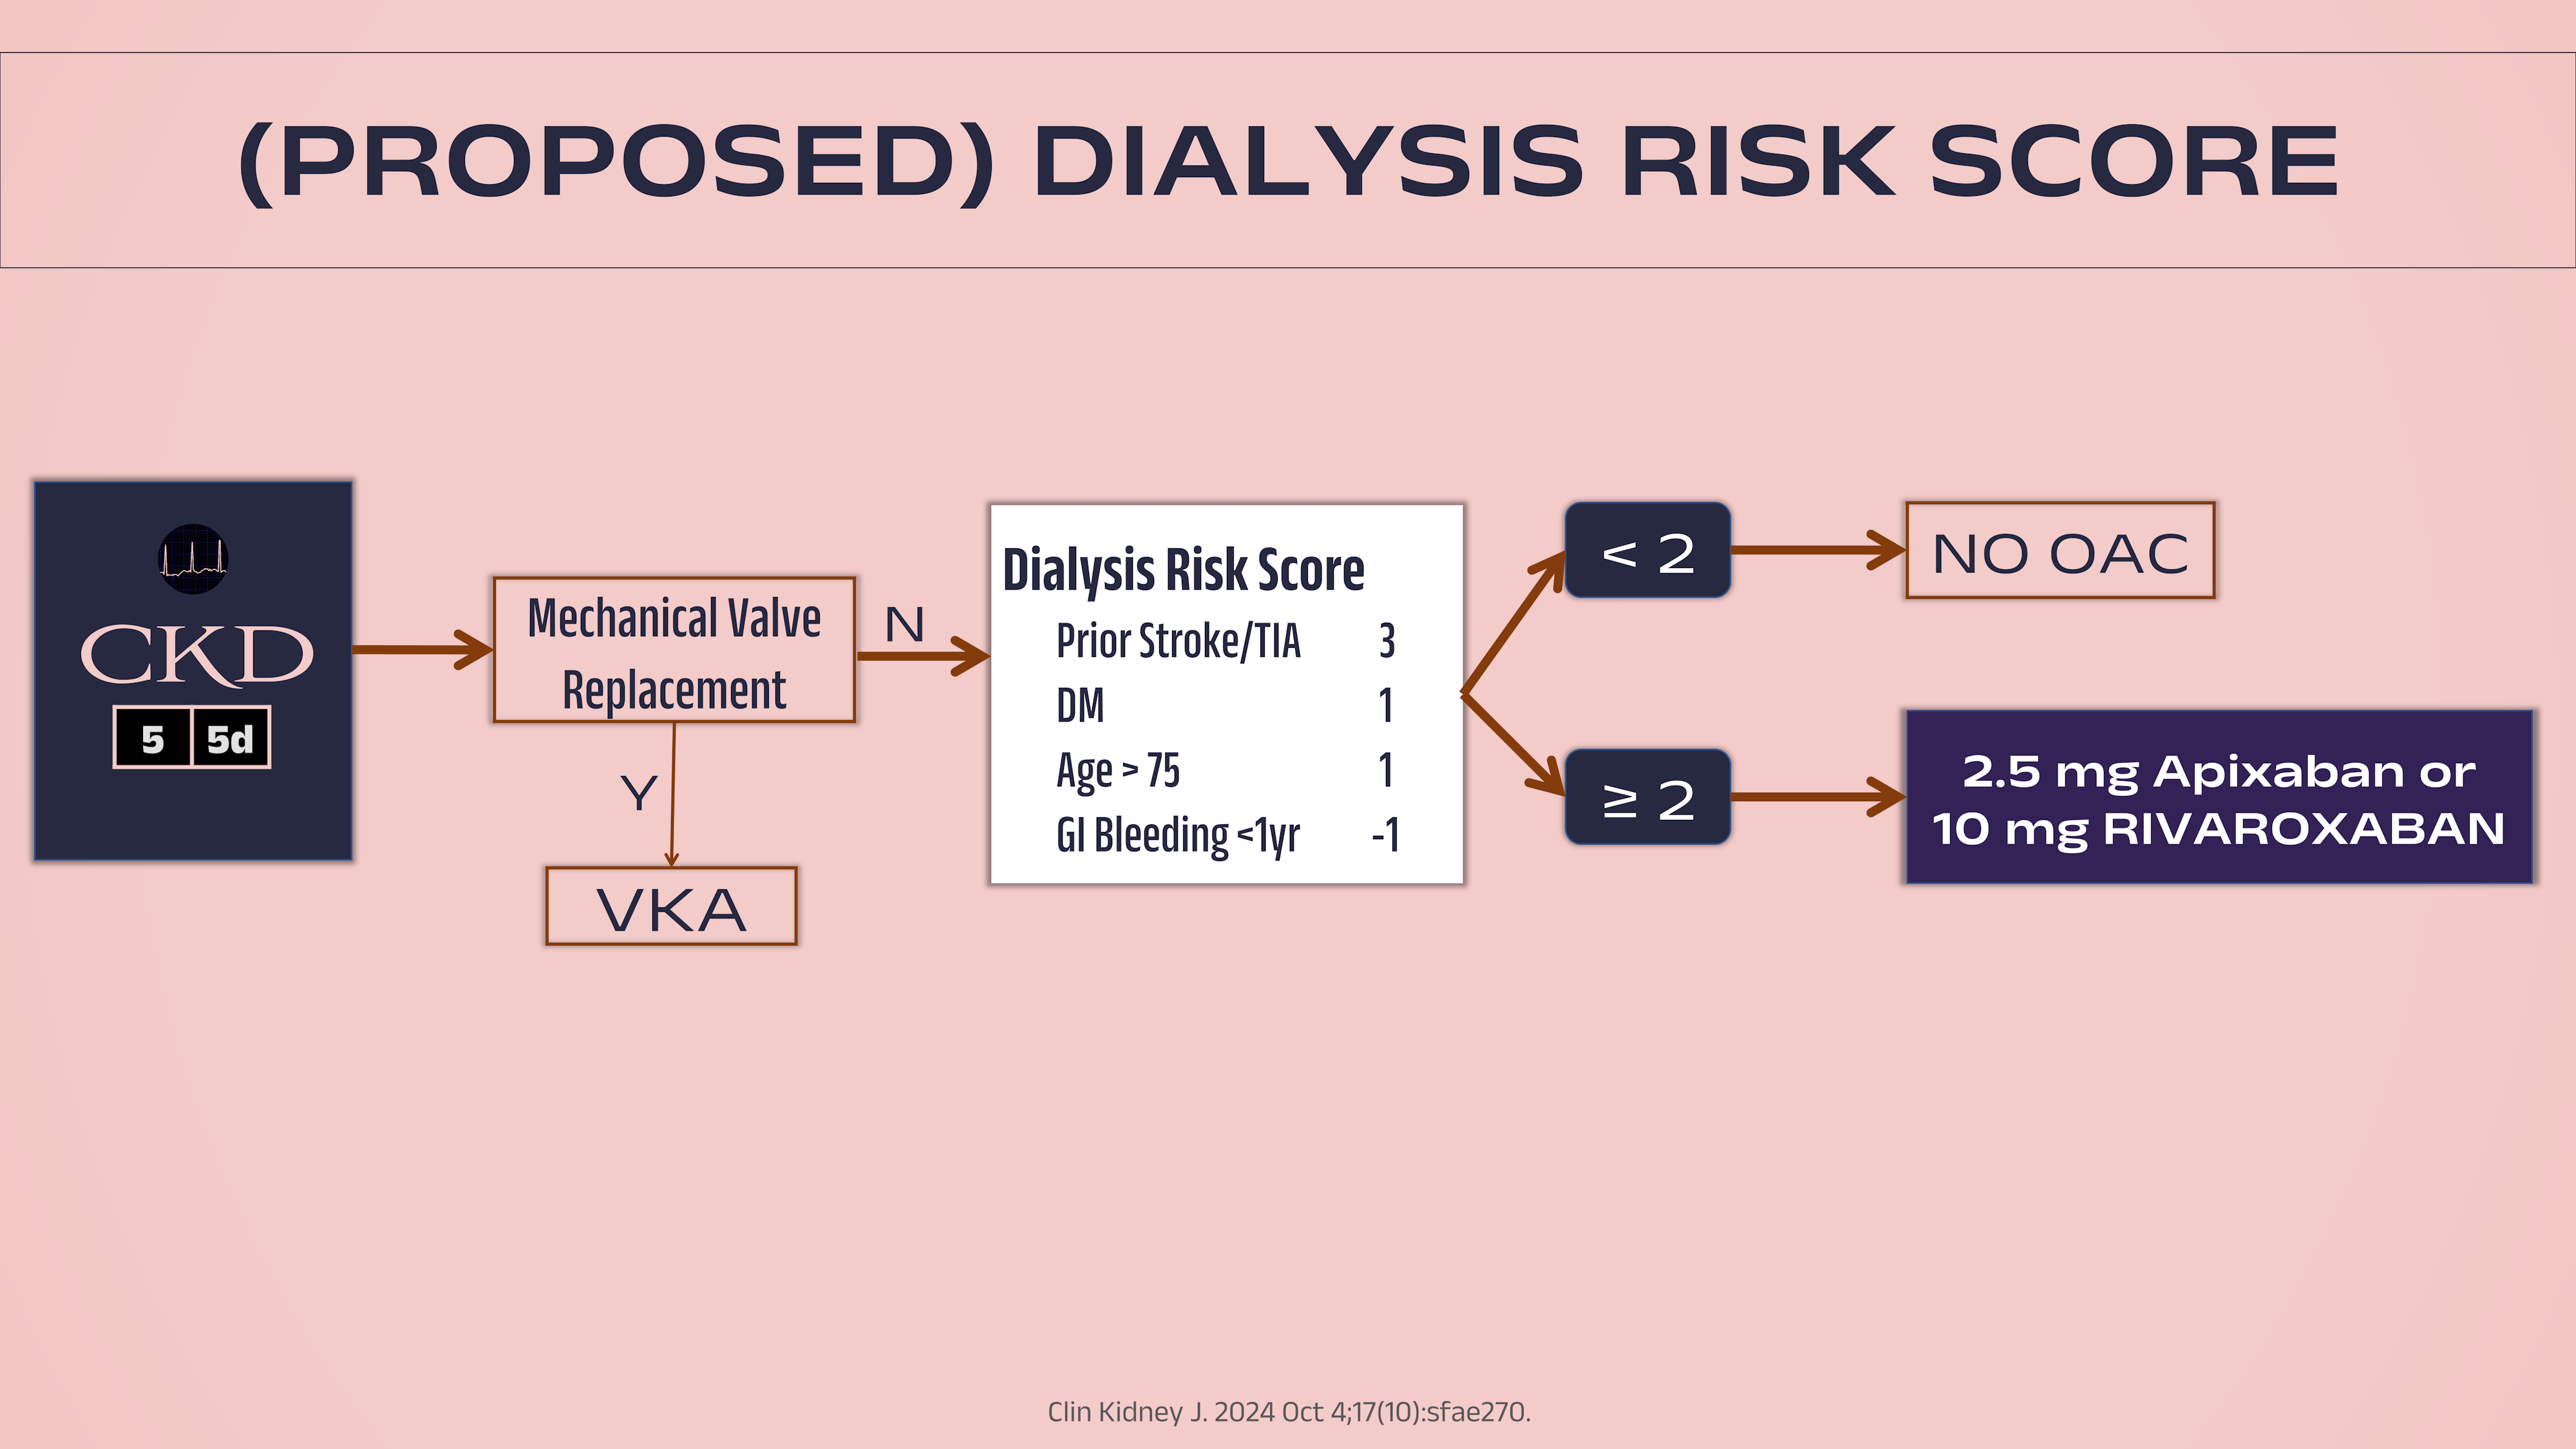 (PROPOSED) DIALYSIS RISK SCORE
CKD
5 5d
Mechanical Valve
Replacement
N
Y
VKA
Dialysis Risk Score
Prior Stroke/TIA 3
DM 1
Age > 75 1
GI Bleeding <1yr -1
< 2
NO OAC
≥ 2
2.5 mg Apixaban or
10 mg RIVAROXABAN
Clin Kidney J. 2024 Oct 4;17(10):sfae270.